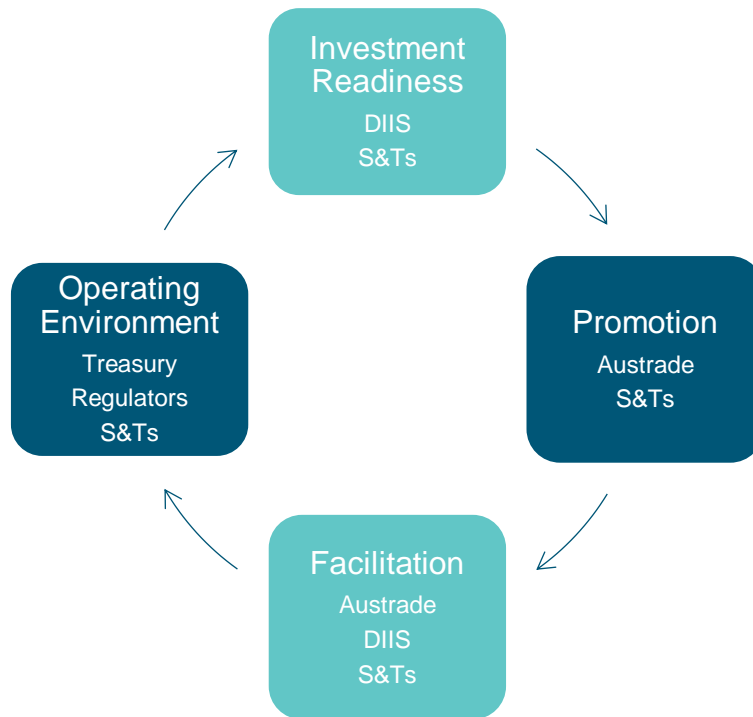 Investment
Readiness
DIIS
S&Ts
Promotion
Austrade
S&Ts
Facilitation
Austrade
DIIS
S&Ts
Operating
Environment
Treasury
Regulators
S&Ts